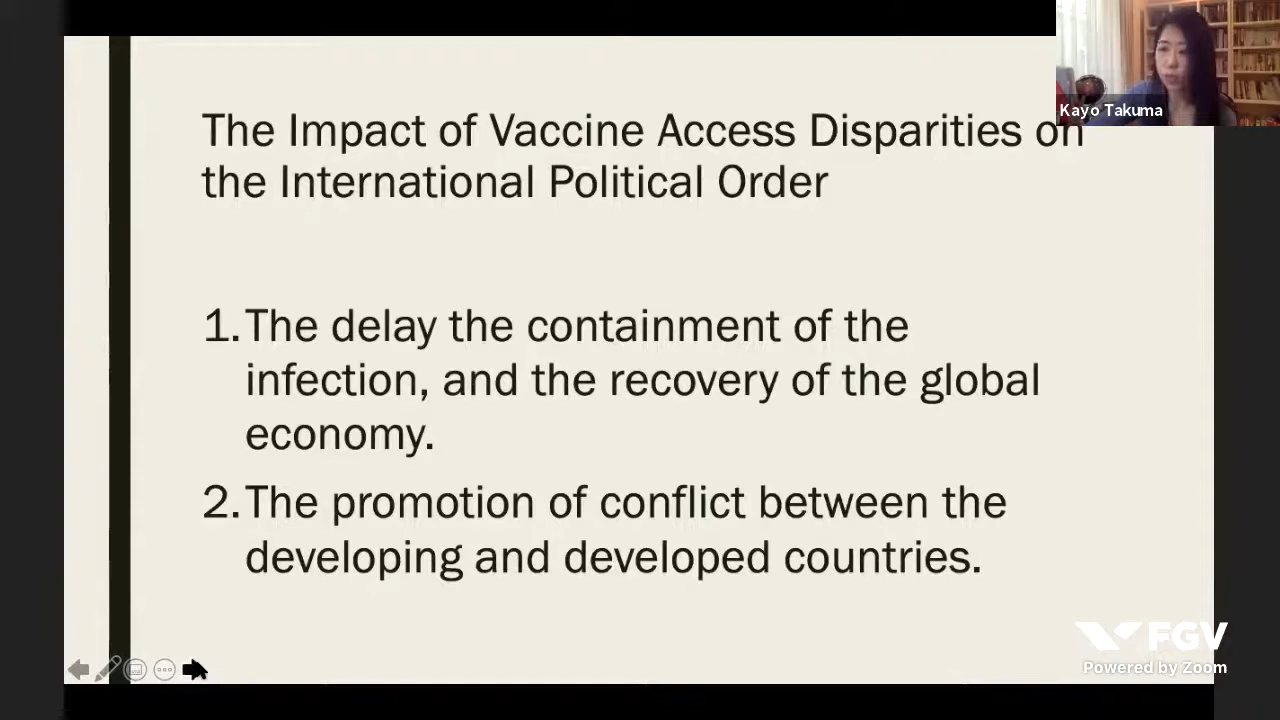 Kayo Takuma
The Impact of Vaccine Access Disparities on
the International Political Order
1. The delay the containment of the
infection, and the recovery of the global
economy.
2. The promotion of conflict between the
developing and developed countries.
FGV
Powered by Zoom